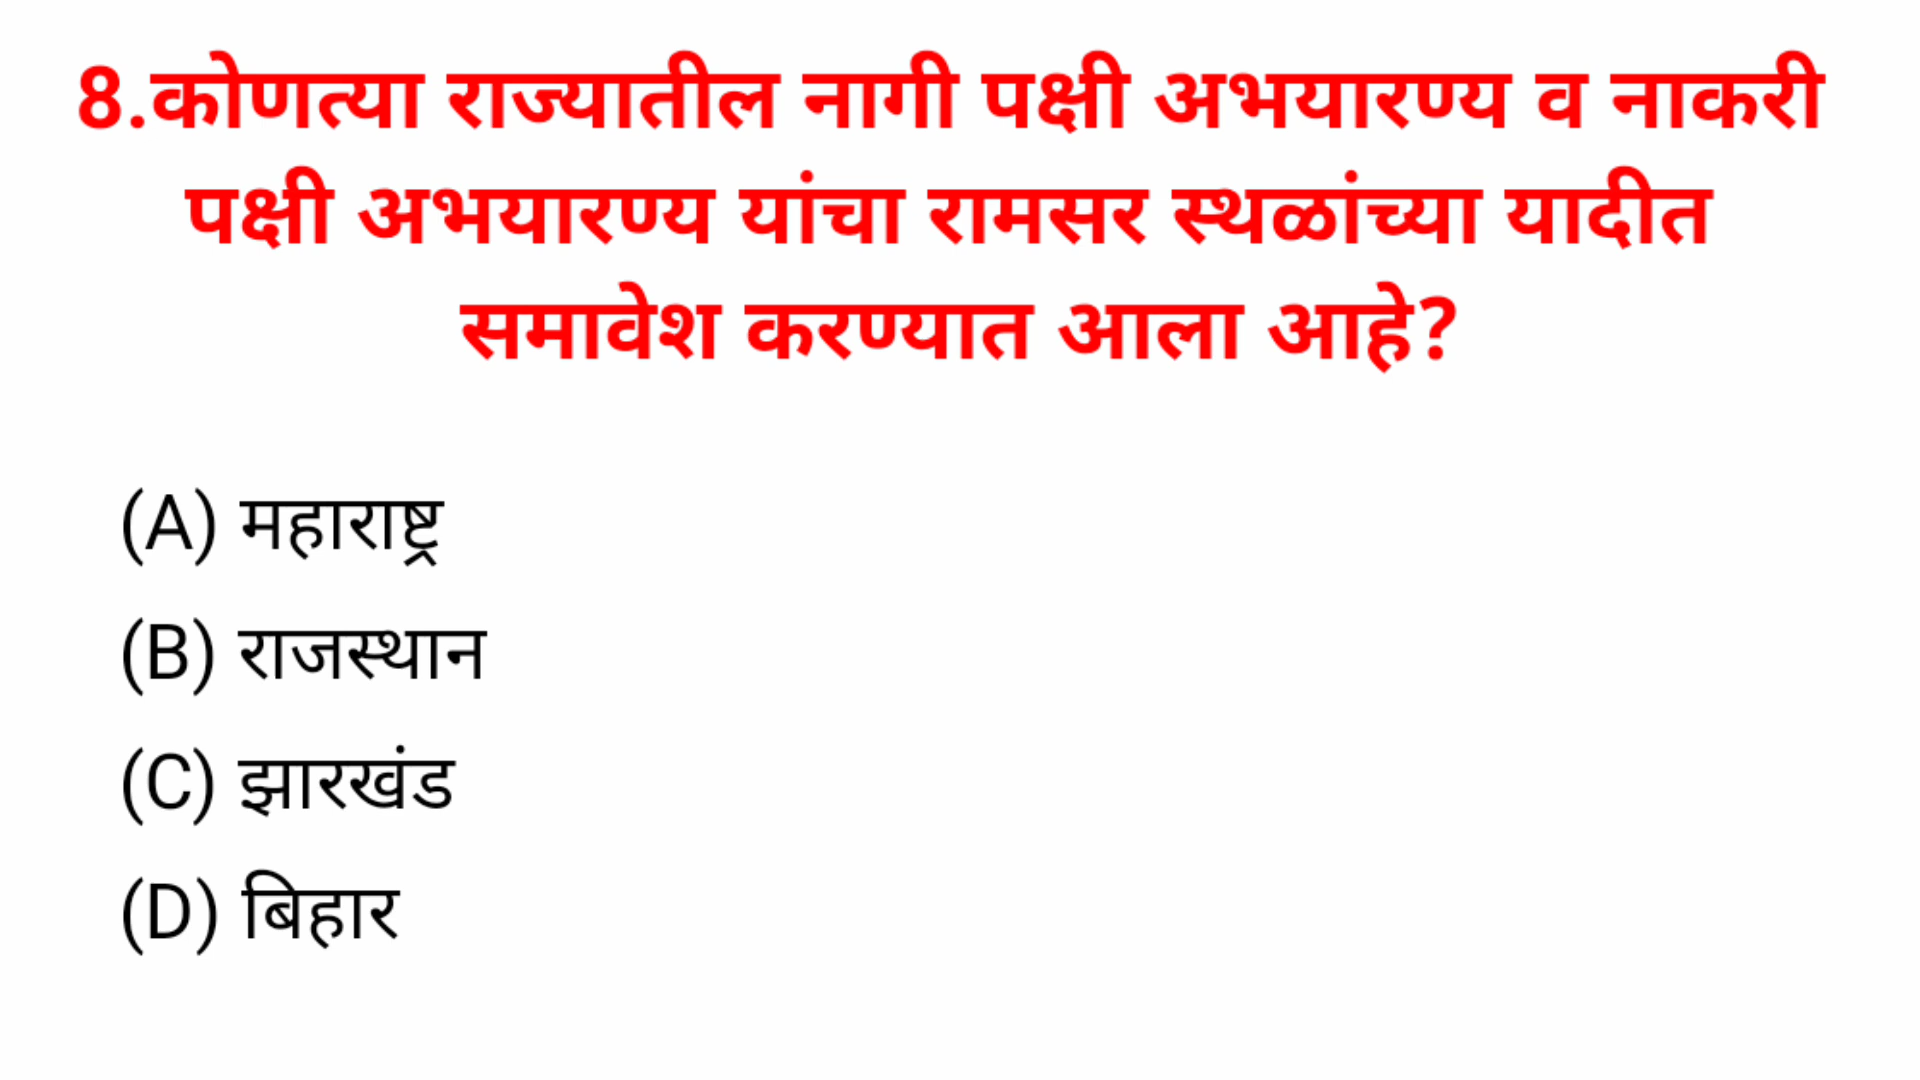 8.कोणत्या राज्यातील नागी पक्षी अभयारण्य व नाकरी
पक्षी अभयारण्य यांचा रामसर स्थळांच्या यादीत
समावेश करण्यात आला आहे?
(A) महाराष्ट्र
(B) राजस्थान
(C) झारखंड
(D) बिहार